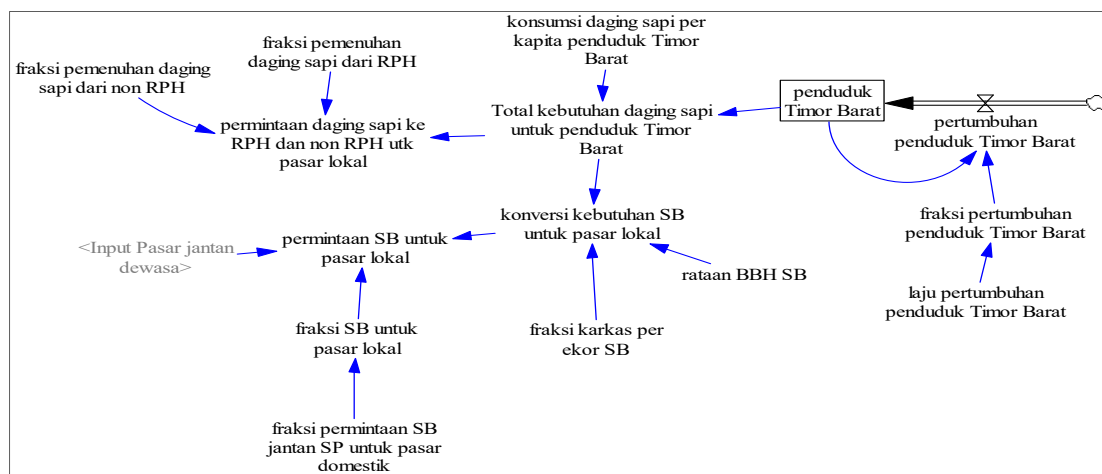 konsumsi daging sapi per
kapita penduduk Timor
Barat
fraksi pemenuhan
daging sapi dari RPH
fraksi pemenuhan daging
sapi dari non RPH
penduduk
Timor Barat
Total kebutuhan daging sapi
untuk penduduk Timor
Barat
permintaan daging sapi ke
RPH dan non RPH utk
pasar lokal
pertumbuhan
penduduk Timor Barat
konversi kebutuhan SB
untuk pasar lokal
fraksi pertumbuhan
penduduk Timor Barat
<Input Pasar jantan
dewasa>
permintaan SB untuk
pasar lokal
rataan BBH SB
laju pertumbuhan
penduduk Timor Barat
fraksi SB untuk
pasar lokal
fraksi karkas per
ekor SB
fraksi permintaan SB
jantan SP untuk pasar
domestik